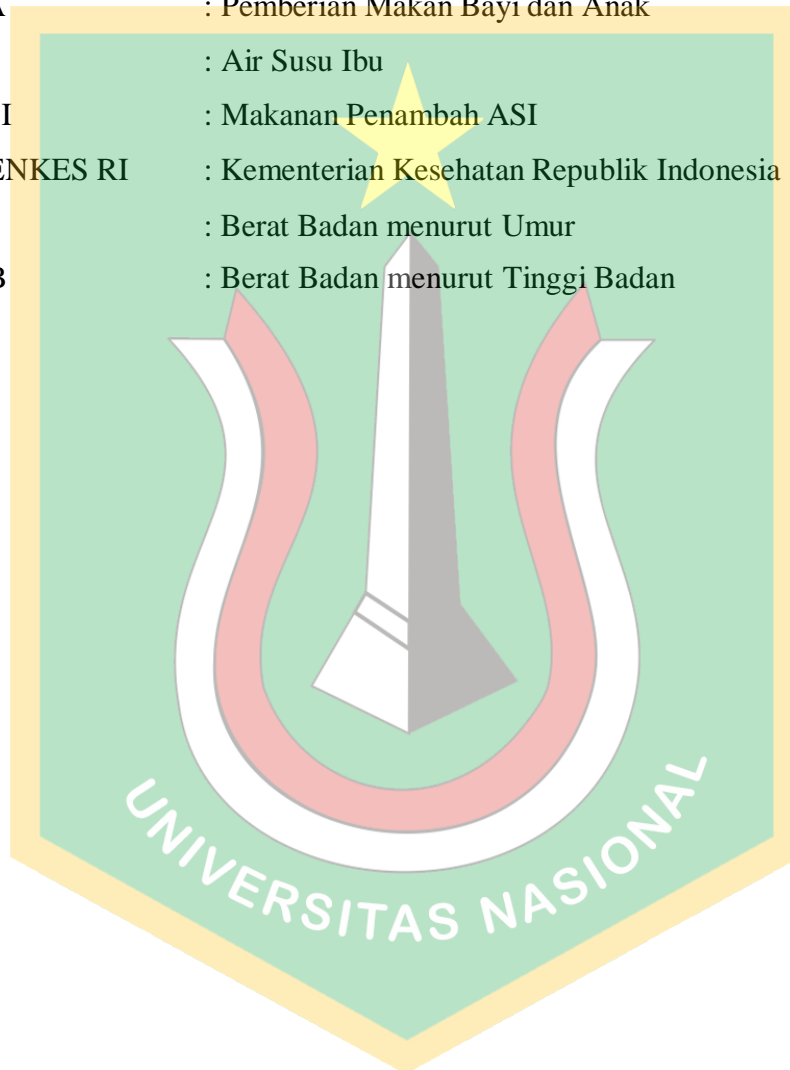 A : Pemberian Makan Bayi dan Anak
: Air Susu Ibu
I : Makanan Penambah ASI
ENKES RI : Kementerian Kesehatan Republik Indonesia
: Berat Badan menurut Umur
B : Berat Badan menurut Tinggi Badan
UNIVERSITAS NASIONAL